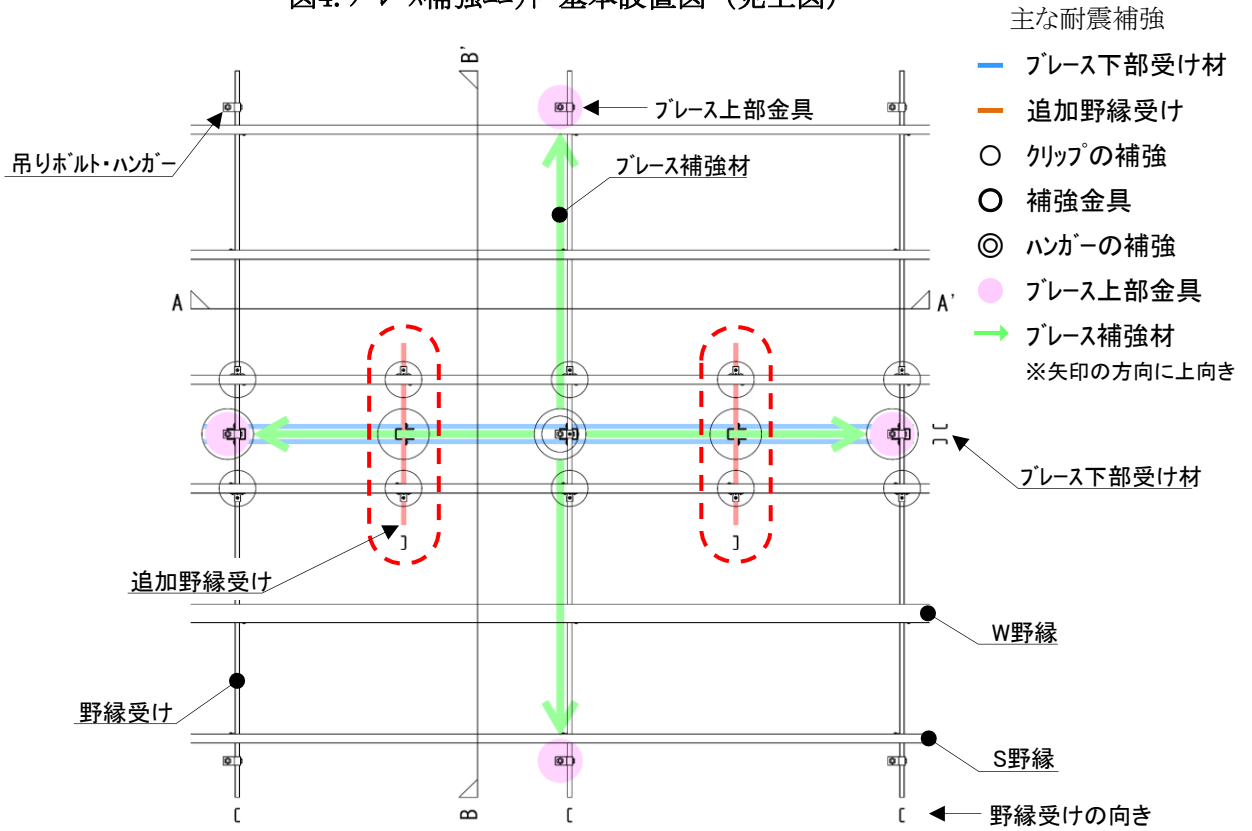 主な耐震補強
ブレース下部受け材
追加野縁受け
クリップの補強
補強金具
ハンガーの補強
ブレース上部金具
ブレース補強材
※矢印の方向に上向き
B'
ブレース上部金具
吊りボルト・ハンガー
ブレース補強材
A
A'
ブレース下部受け材
追加野縁受け
W野縁
野縁受け
S野縁
B
野縁受けの向き